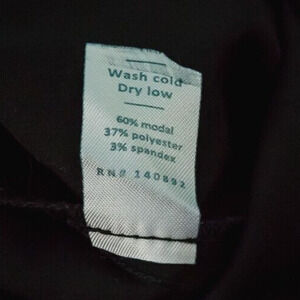 Wash cold
Dry low
60% modal
37% polyester
3% spandex
RN# 140892